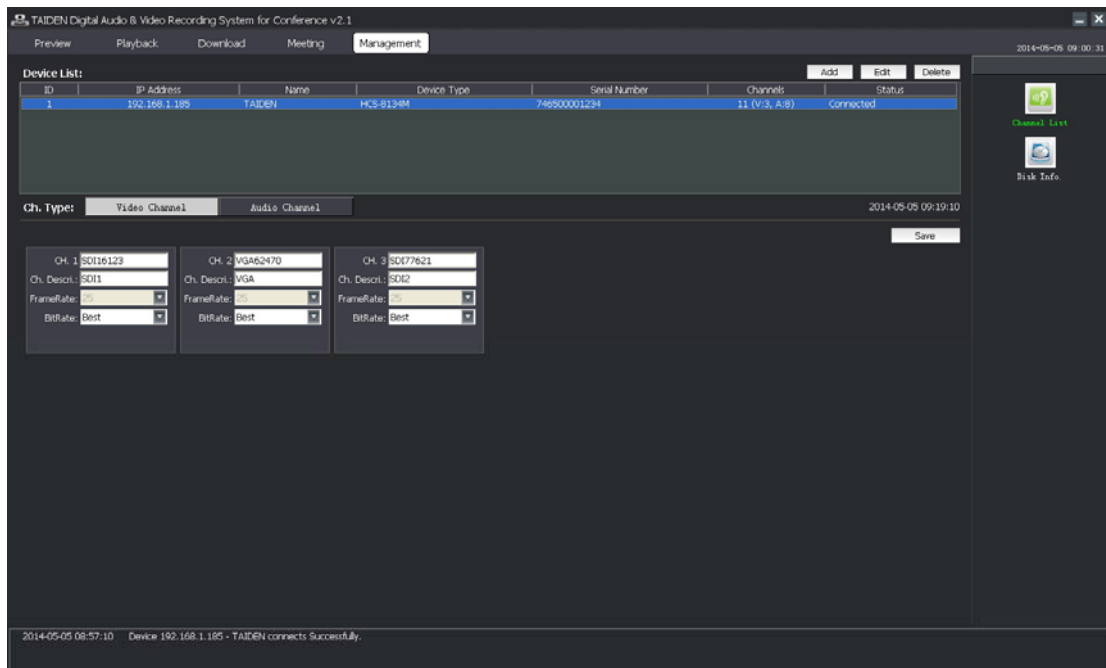 TAIDEN Digital Audio & Video Recording System for Conference v2.1
Preview Playback Download Meeting Management
2014-05-05 09:00:31
Device List: Add Edit Delete
ID IP Address Name Device Type Serial Number Channels Status
1 192.168.1.185 TAIDEN HCS-8134M 746500001234 11 (V:3, A:8) Connected
Channel List
Disk Info.
Ch. Type: Video Channel Audio Channel 2014-05-05 09:19:10
Save
CH. 1 SDI16123 CH. 2 VGA62470 CH. 3 SDI77621
Ch. Descri.: SDI1 Ch. Descri.: VGA Ch. Descri.: SDI2
FrameRate: 25 FrameRate: 25 FrameRate: 25
BitRate: Best BitRate: Best BitRate: Best
2014-05-05 08:57:10 Device 192.168.1.185 - TAIDEN connects Successfully.